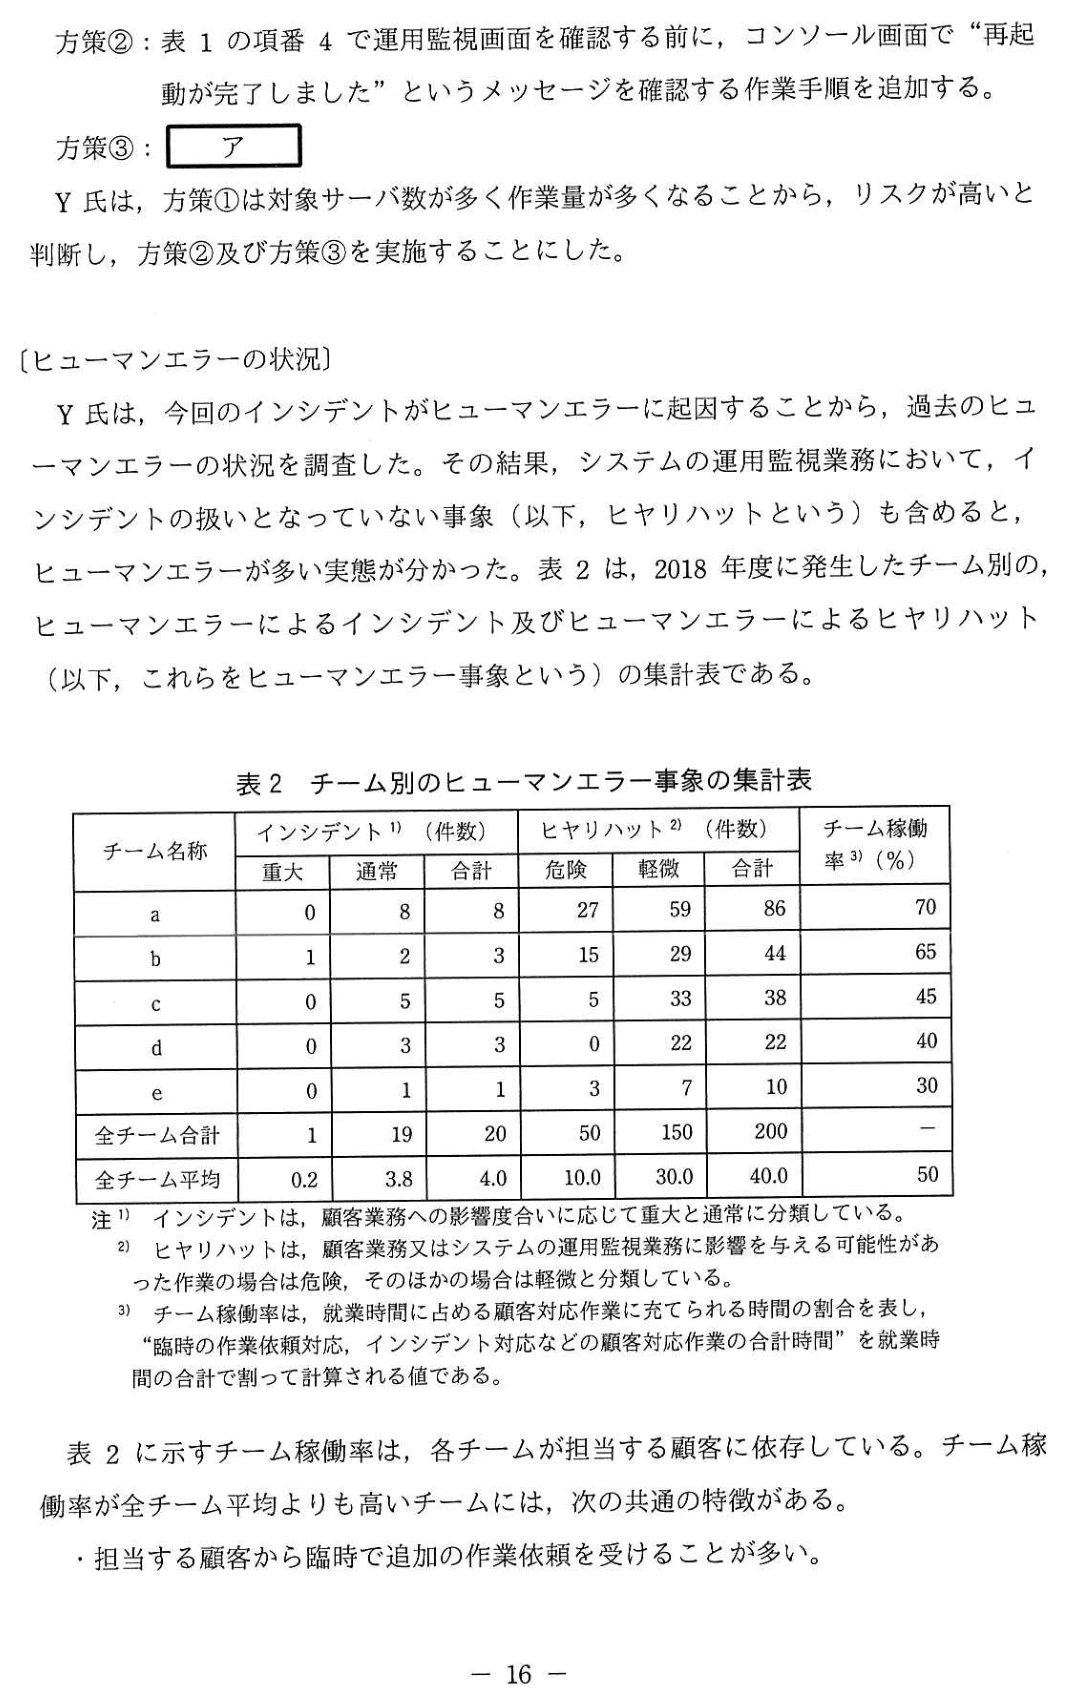 方策②：表 1 の項番 4 で運用監視画面を確認する前に，コンソール画面で“再起
動が完了しました”というメッセージを確認する作業手順を追加する。
方策③： ア
Y 氏は，方策①は対象サーバ数が多く作業量が多くなることから，リスクが高いと
判断し，方策②及び方策③を実施することにした。
〔ヒューマンエラーの状況〕
Y 氏は，今回のインシデントがヒューマンエラーに起因することから，過去のヒュ
ーマンエラーの状況を調査した。その結果，システムの運用監視業務において，イ
ンシデントの扱いとなっていない事象（以下，ヒヤリハットという）も含めると，
ヒューマンエラーが多い実態が分かった。表 2 は，2018 年度に発生したチーム別の，
ヒューマンエラーによるインシデント及びヒューマンエラーによるヒヤリハット
（以下，これらをヒューマンエラー事象という）の集計表である。
表 2　チーム別のヒューマンエラー事象の集計表
チーム名称 インシデント 1)（件数） ヒヤリハット 2)（件数） チーム稼働
率 3)（%）
重大 通常 合計 危険 軽微 合計
a 0 8 8 27 59 86 70
b 1 2 3 15 29 44 65
c 0 5 5 5 33 38 45
d 0 3 3 0 22 22 40
e 0 1 1 3 7 10 30
全チーム合計 1 19 20 50 150 200 －
全チーム平均 0.2 3.8 4.0 10.0 30.0 40.0 50
注 1)　インシデントは，顧客業務への影響度合いに応じて重大と通常に分類している。
2)　ヒヤリハットは，顧客業務又はシステムの運用監視業務に影響を与える可能性があ
った作業の場合は危険，そのほかの場合は軽微と分類している。
3)　チーム稼働率は，就業時間に占める顧客対応作業に充てられる時間の割合を表し，
“臨時の作業依頼対応，インシデント対応などの顧客対応作業の合計時間”を就業時
間の合計で割って計算される値である。
表 2 に示すチーム稼働率は，各チームが担当する顧客に依存している。チーム稼
働率が全チーム平均よりも高いチームには，次の共通の特徴がある。
・担当する顧客から臨時で追加の作業依頼を受けることが多い。
－ 16 －